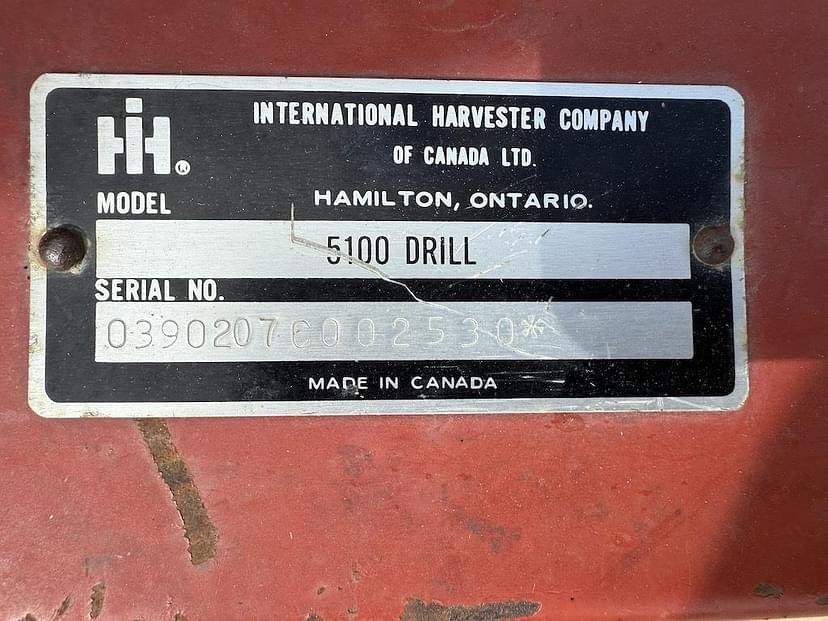 IH®
INTERNATIONAL HARVESTER COMPANY
OF CANADA LTD.
HAMILTON, ONTARIO.
MODEL
5100 DRILL
SERIAL NO.
0390207C002530*
MADE IN CANADA